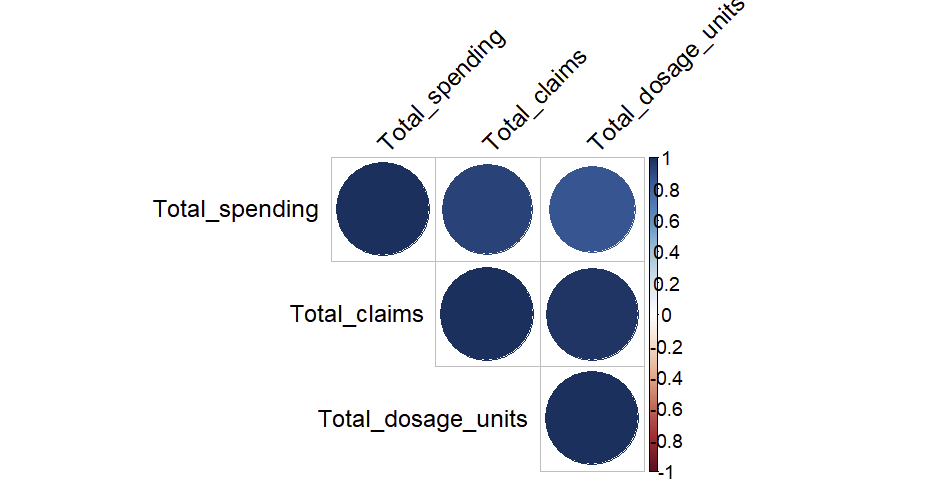 Total_spending
Total_claims
Total_dosage_units
Total_spending
Total_claims
Total_dosage_units
1
0.8
0.6
0.4
0.2
0
-0.2
-0.4
-0.6
-0.8
-1